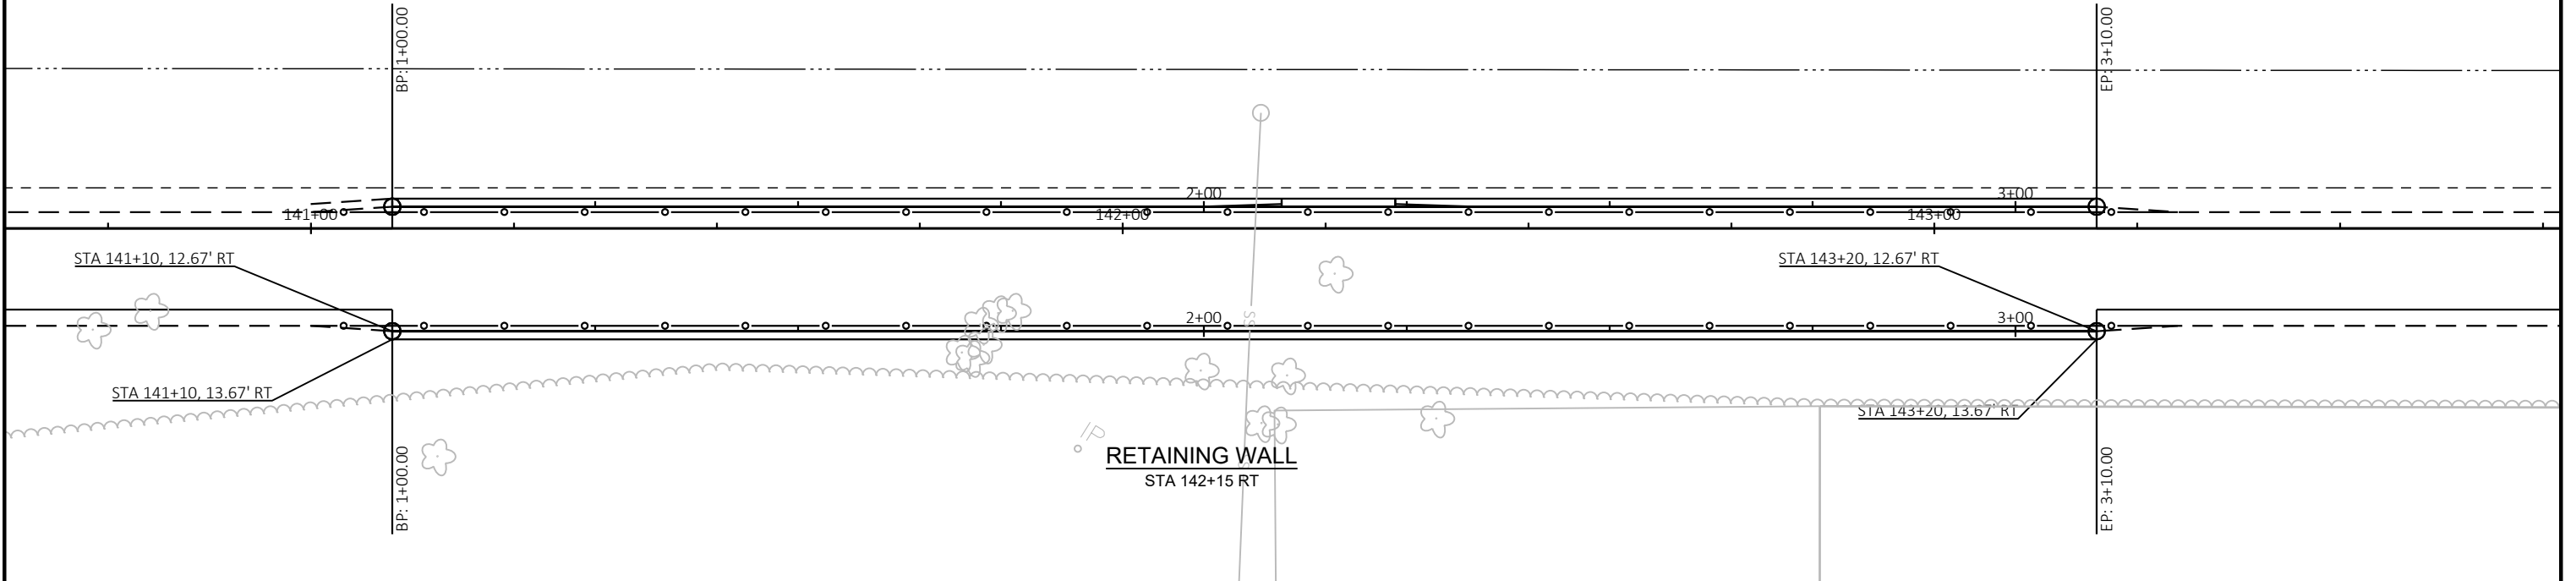 BP: 1+00.00
EP: 3+10.00
2+00
3+00
141+00
142+00
143+00
STA 141+10, 12.67' RT
STA 143+20, 12.67' RT
2+00
3+00
SS
STA 141+10, 13.67' RT
STA 143+20, 13.67' RT
IP
RETAINING WALL
STA 142+15 RT
BP: 1+00.00
EP: 3+10.00